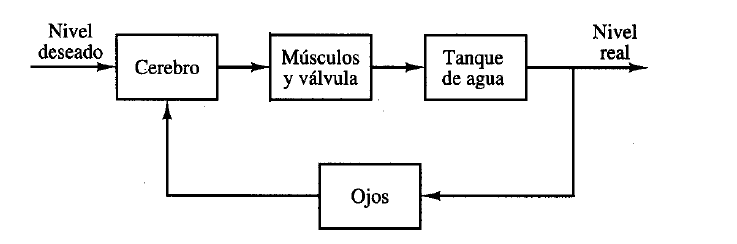 Nivel
deseado
Cerebro
Músculos
y válvula
Tanque
de agua
Nivel
real
Ojos